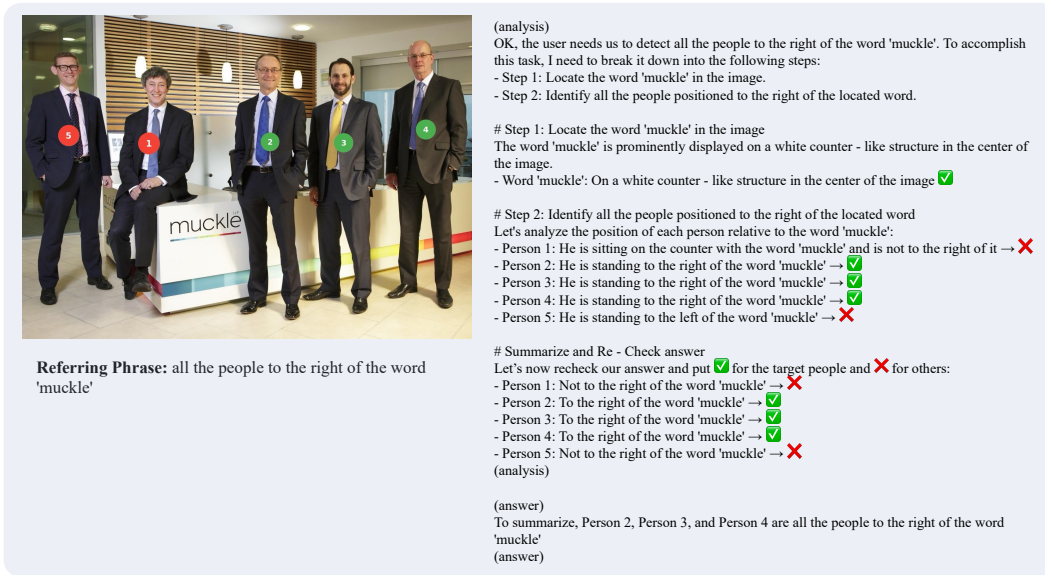 5
1
2
3
4
muckle
Referring Phrase: all the people to the right of the word
'muckle'
(analysis)
OK, the user needs us to detect all the people to the right of the word 'muckle'. To accomplish
this task, I need to break it down into the following steps:
- Step 1: Locate the word 'muckle' in the image.
- Step 2: Identify all the people positioned to the right of the located word.
# Step 1: Locate the word 'muckle' in the image
The word 'muckle' is prominently displayed on a white counter - like structure in the center of
the image.
- Word 'muckle': On a white counter - like structure in the center of the image ✅
# Step 2: Identify all the people positioned to the right of the located word
Let's analyze the position of each person relative to the word 'muckle':
- Person 1: He is sitting on the counter with the word 'muckle' and is not to the right of it → ❌
- Person 2: He is standing to the right of the word 'muckle' → ✅
- Person 3: He is standing to the right of the word 'muckle' → ✅
- Person 4: He is standing to the right of the word 'muckle' → ✅
- Person 5: He is standing to the left of the word 'muckle' → ❌
# Summarize and Re - Check answer
Let’s now recheck our answer and put ✅ for the target people and ❌ for others:
- Person 1: Not to the right of the word 'muckle' → ❌
- Person 2: To the right of the word 'muckle' → ✅
- Person 3: To the right of the word 'muckle' → ✅
- Person 4: To the right of the word 'muckle' → ✅
- Person 5: Not to the right of the word 'muckle' → ❌
(analysis)
(answer)
To summarize, Person 2, Person 3, and Person 4 are all the people to the right of the word
'muckle'
(answer)